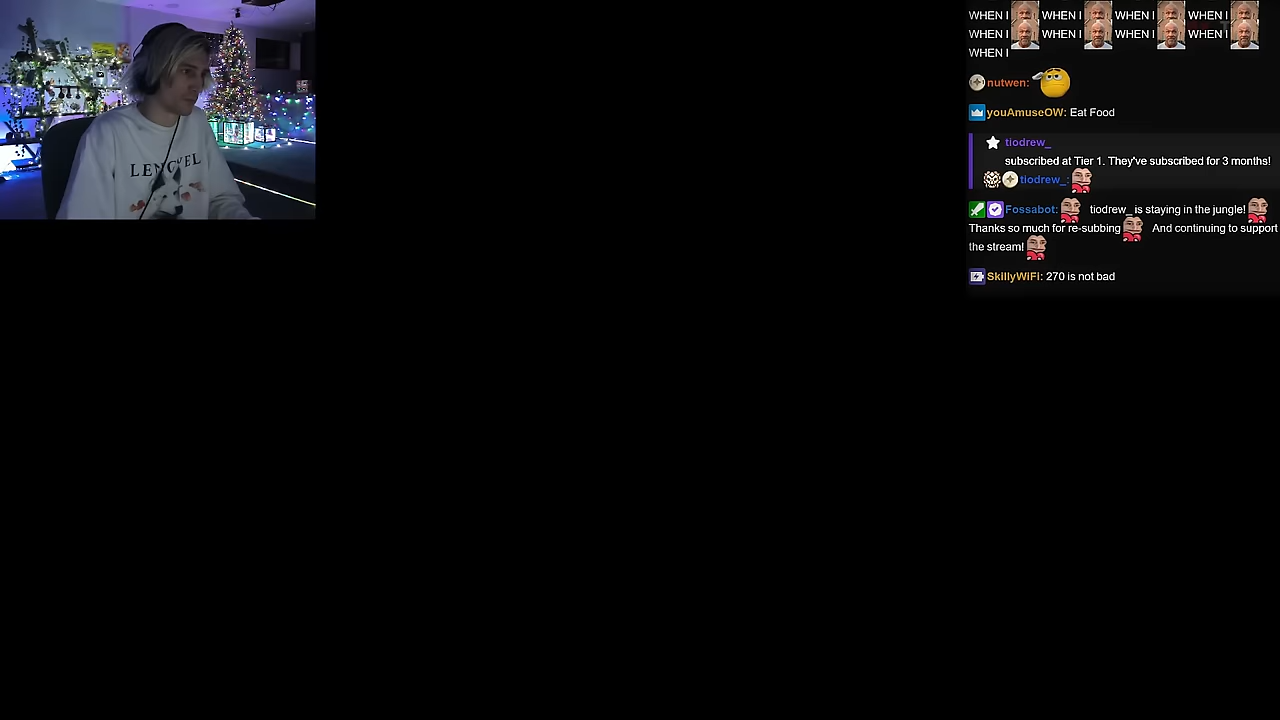 LENCVEL
WHEN I WHEN I WHEN I WHEN I
WHEN I WHEN I WHEN I WHEN I
WHEN I
nutwen:
youAmuseOW: Eat Food
tiodrew_
subscribed at Tier 1. They've subscribed for 3 months!
tiodrew_:
Fossabot: tiodrew_ is staying in the jungle!
Thanks so much for re-subbing And continuing to support
the stream!
SkillyWiFI: 270 is not bad